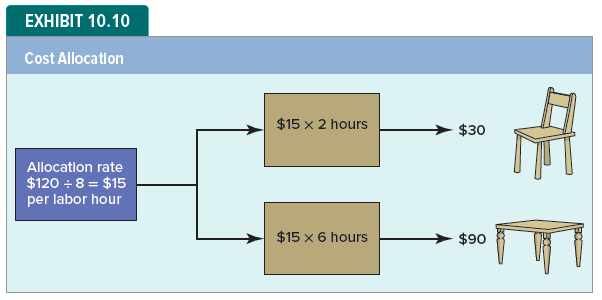 EXHIBIT 10.10
Cost Allocation
Allocation rate
$120 ÷ 8 = $15
per labor hour
$15 × 2 hours
$30
$15 × 6 hours
$90